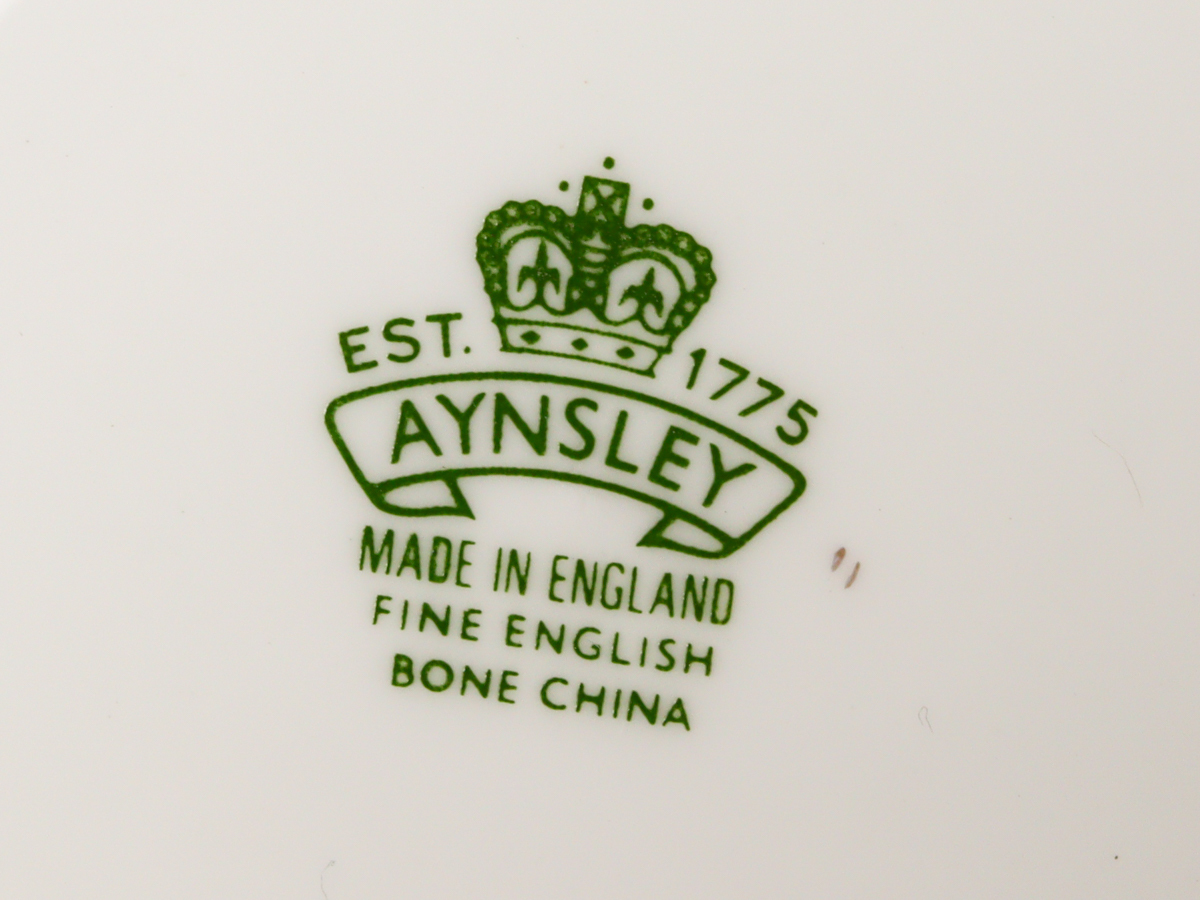 EST. 1775
AYNSLEY
MADE IN ENGLAND
FINE ENGLISH
BONE CHINA